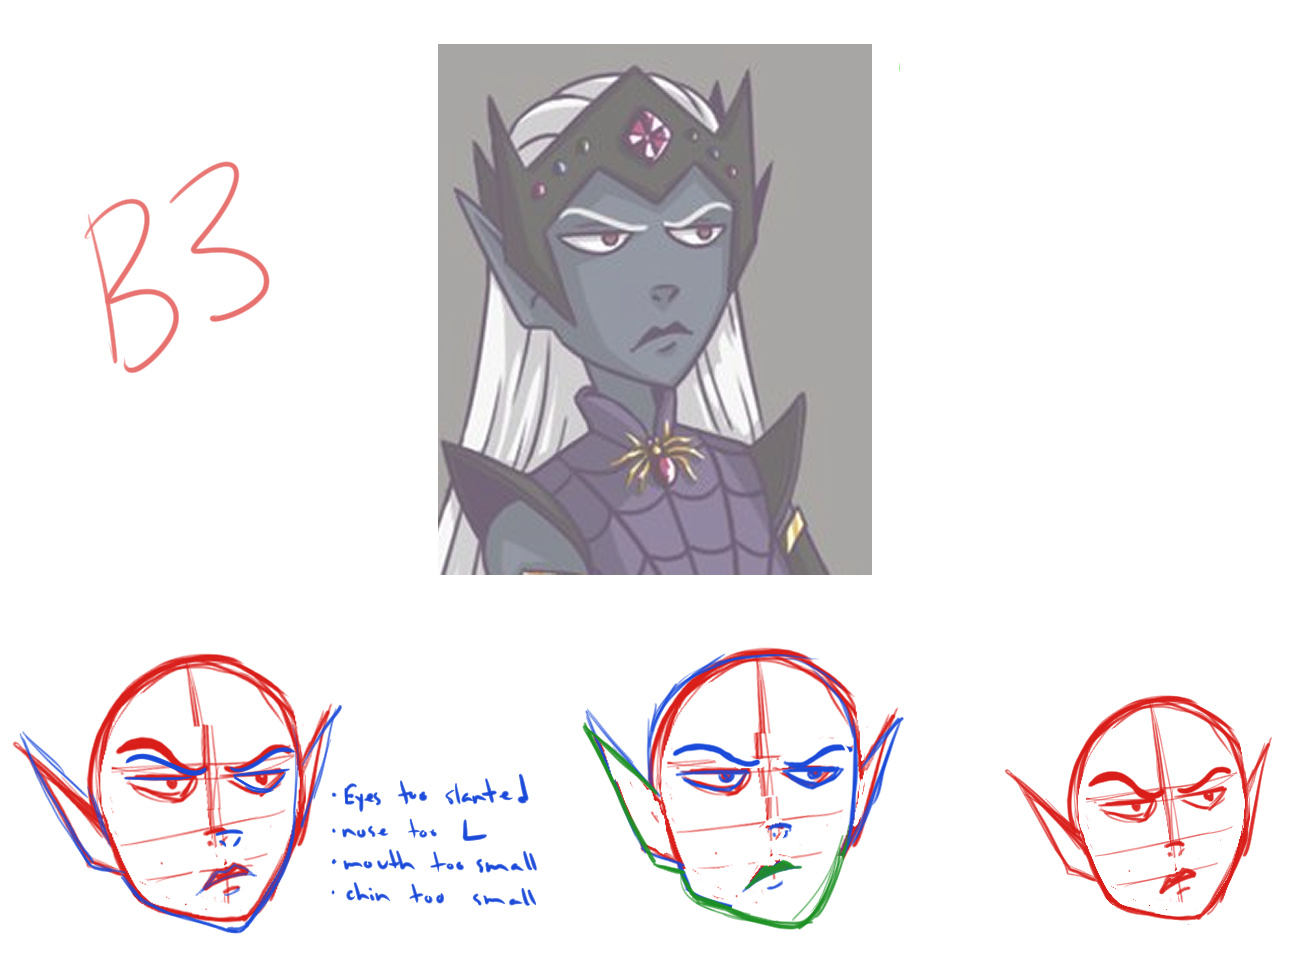 B3
· Eyes too slanted
· nose too L
· mouth too small
· chin too small